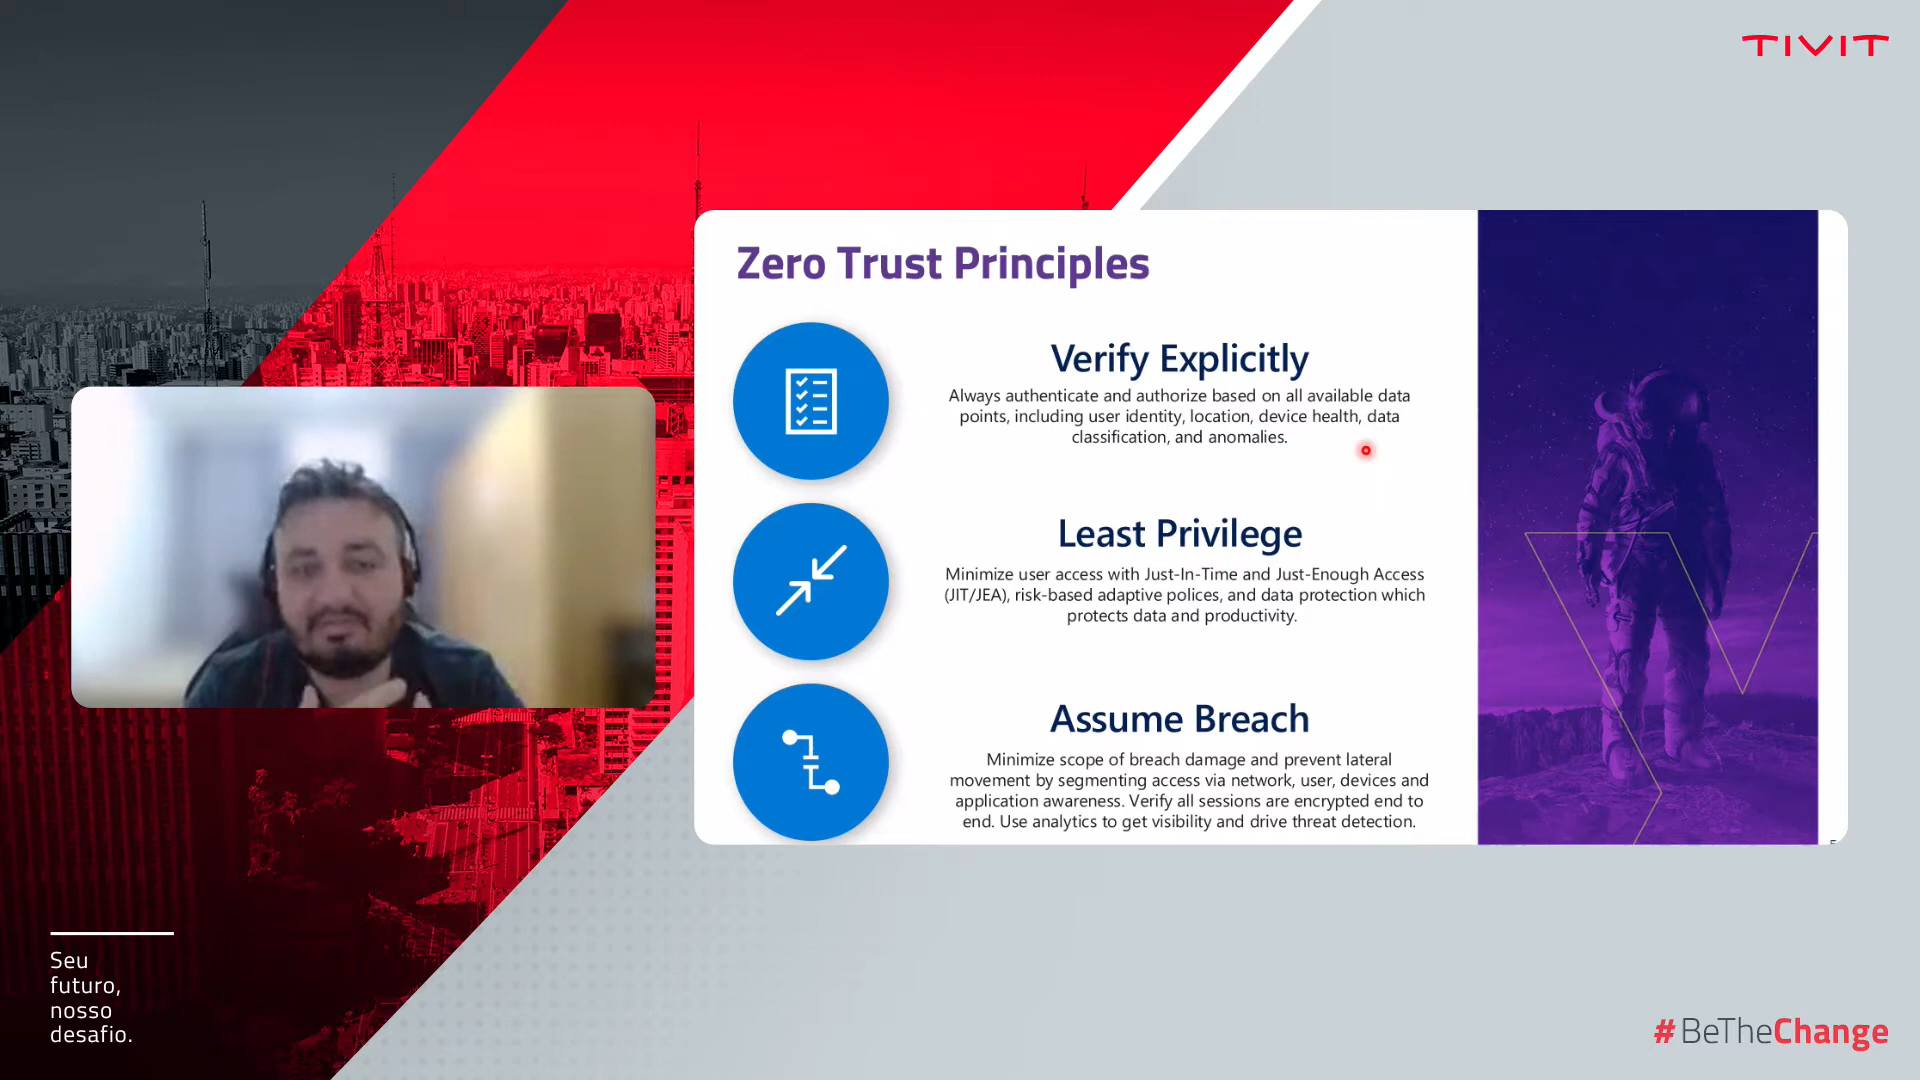 TIVIT
Zero Trust Principles
Verify Explicitly
Always authenticate and authorize based on all available data
points, including user identity, location, device health, data
classification, and anomalies.
Least Privilege
Minimize user access with Just-In-Time and Just-Enough Access
(JIT/JEA), risk-based adaptive polices, and data protection which
protects data and productivity.
Assume Breach
Minimize scope of breach damage and prevent lateral
movement by segmenting access via network, user, devices and
application awareness. Verify all sessions are encrypted end to
end. Use analytics to get visibility and drive threat detection.
Seu
futuro,
nosso
desafio.
#BeTheChange